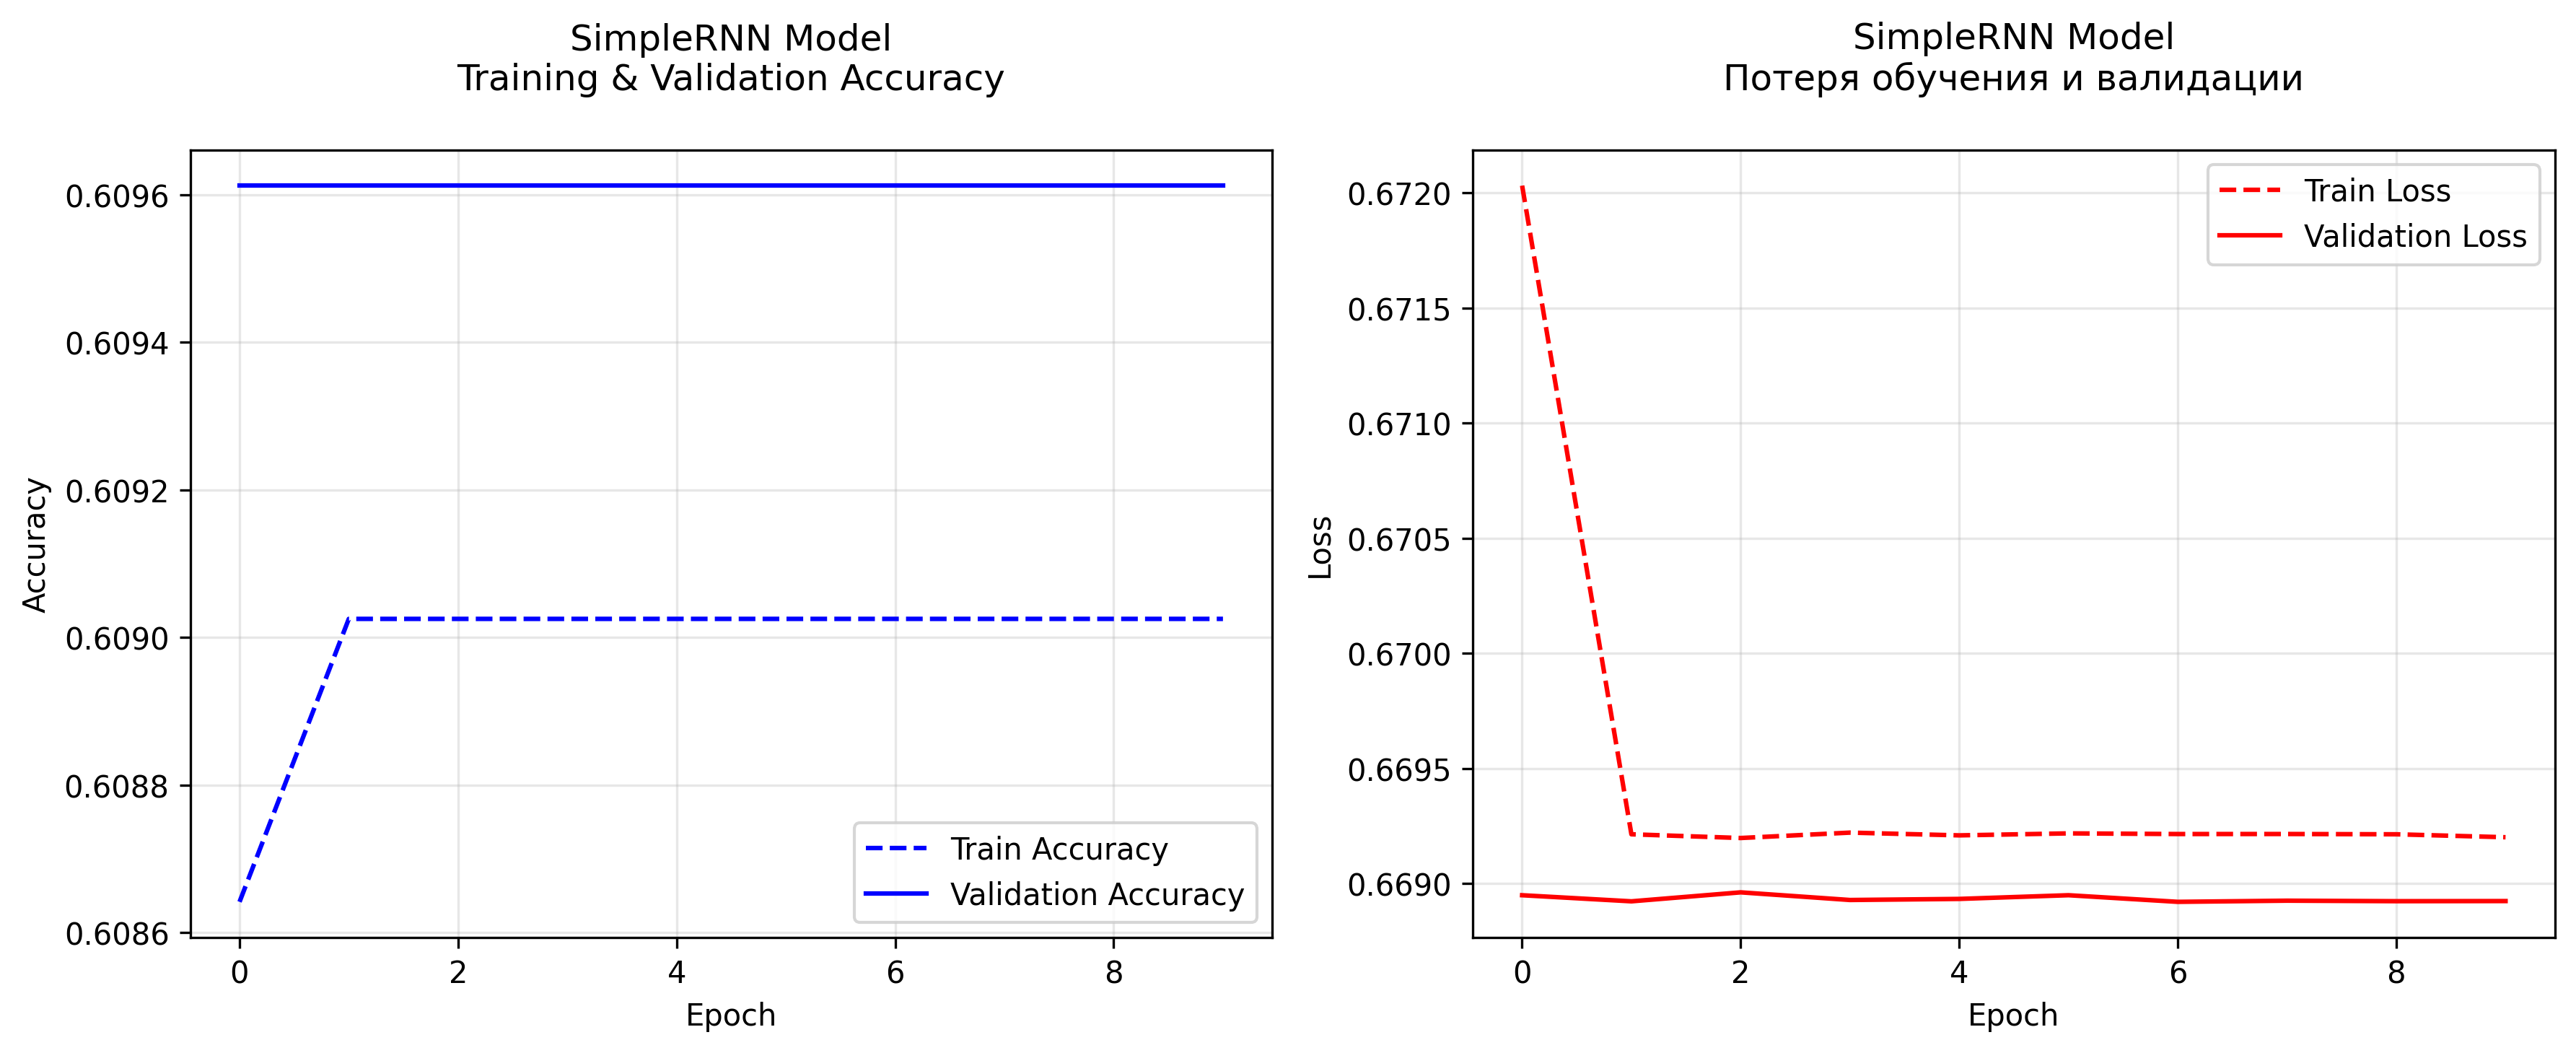 SimpleRNN Model
Training & Validation Accuracy
0.6096
0.6094
0.6092
0.6090
0.6088
0.6086
Accuracy
0 2 4 6 8
Epoch
Train Accuracy
Validation Accuracy
SimpleRNN Model
Потеря обучения и валидации
0.6720
0.6715
0.6710
0.6705
0.6700
0.6695
0.6690
Loss
0 2 4 6 8
Epoch
Train Loss
Validation Loss